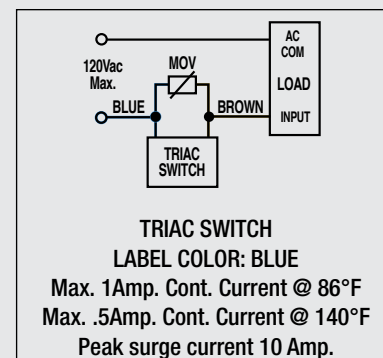 AC
COM
120Vac
Max.
MOV
LOAD
BLUE
BROWN
INPUT
TRIAC
SWITCH
TRIAC SWITCH
LABEL COLOR: BLUE
Max. 1Amp. Cont. Current @ 86°F
Max. .5Amp. Cont. Current @ 140°F
Peak surge current 10 Amp.